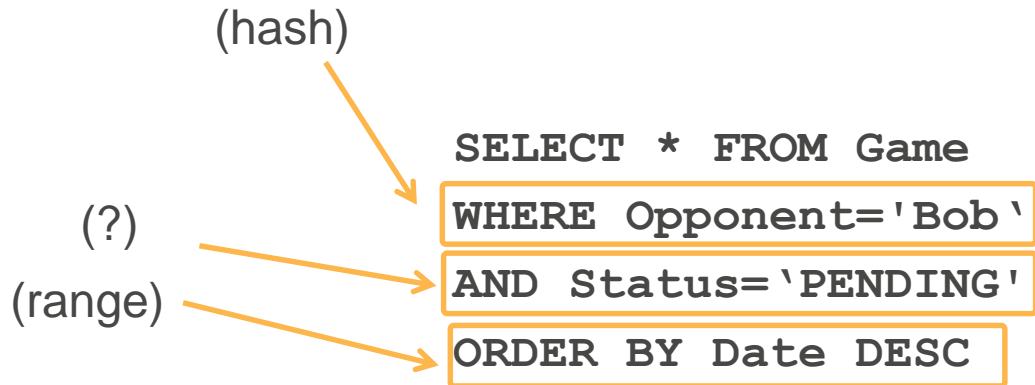 (hash)
SELECT * FROM Game
WHERE Opponent='Bob‘
(?)
AND Status=‘PENDING'
(range)
ORDER BY Date DESC